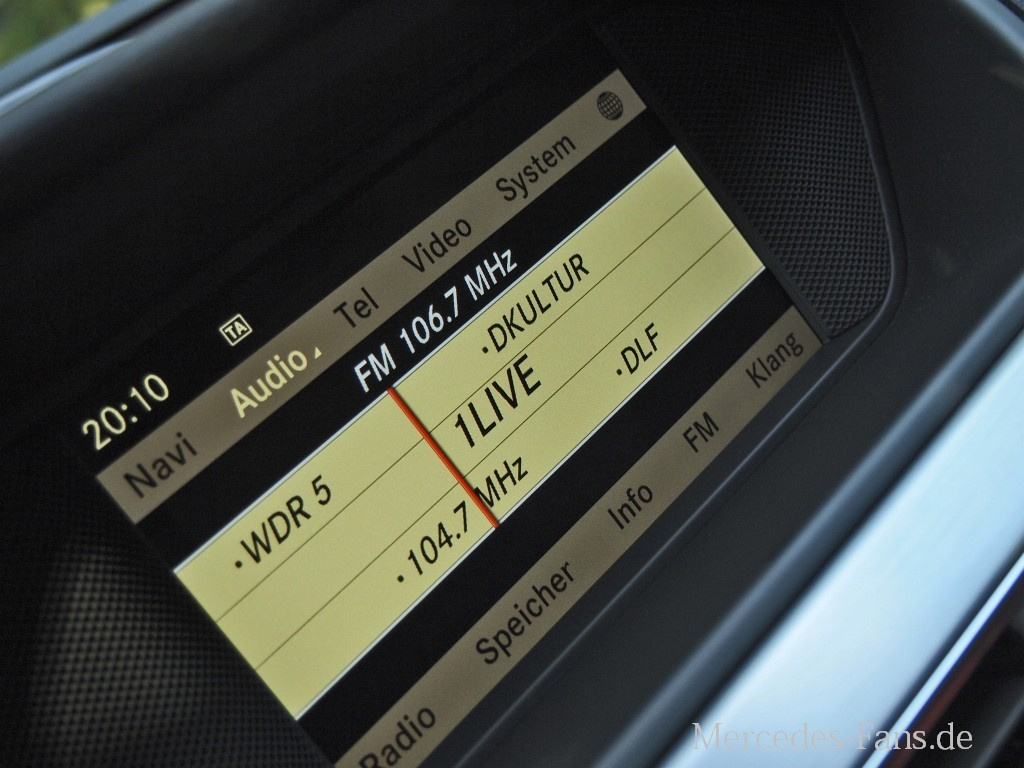 20:10 TA
Navi Audio Tel Video System
FM 106.7 MHz
·WDR 5 ·DKULTUR
1LIVE
·104.7 MHz ·DLF
Radio Speicher Info FM Klang
Mercedes-Fans.de